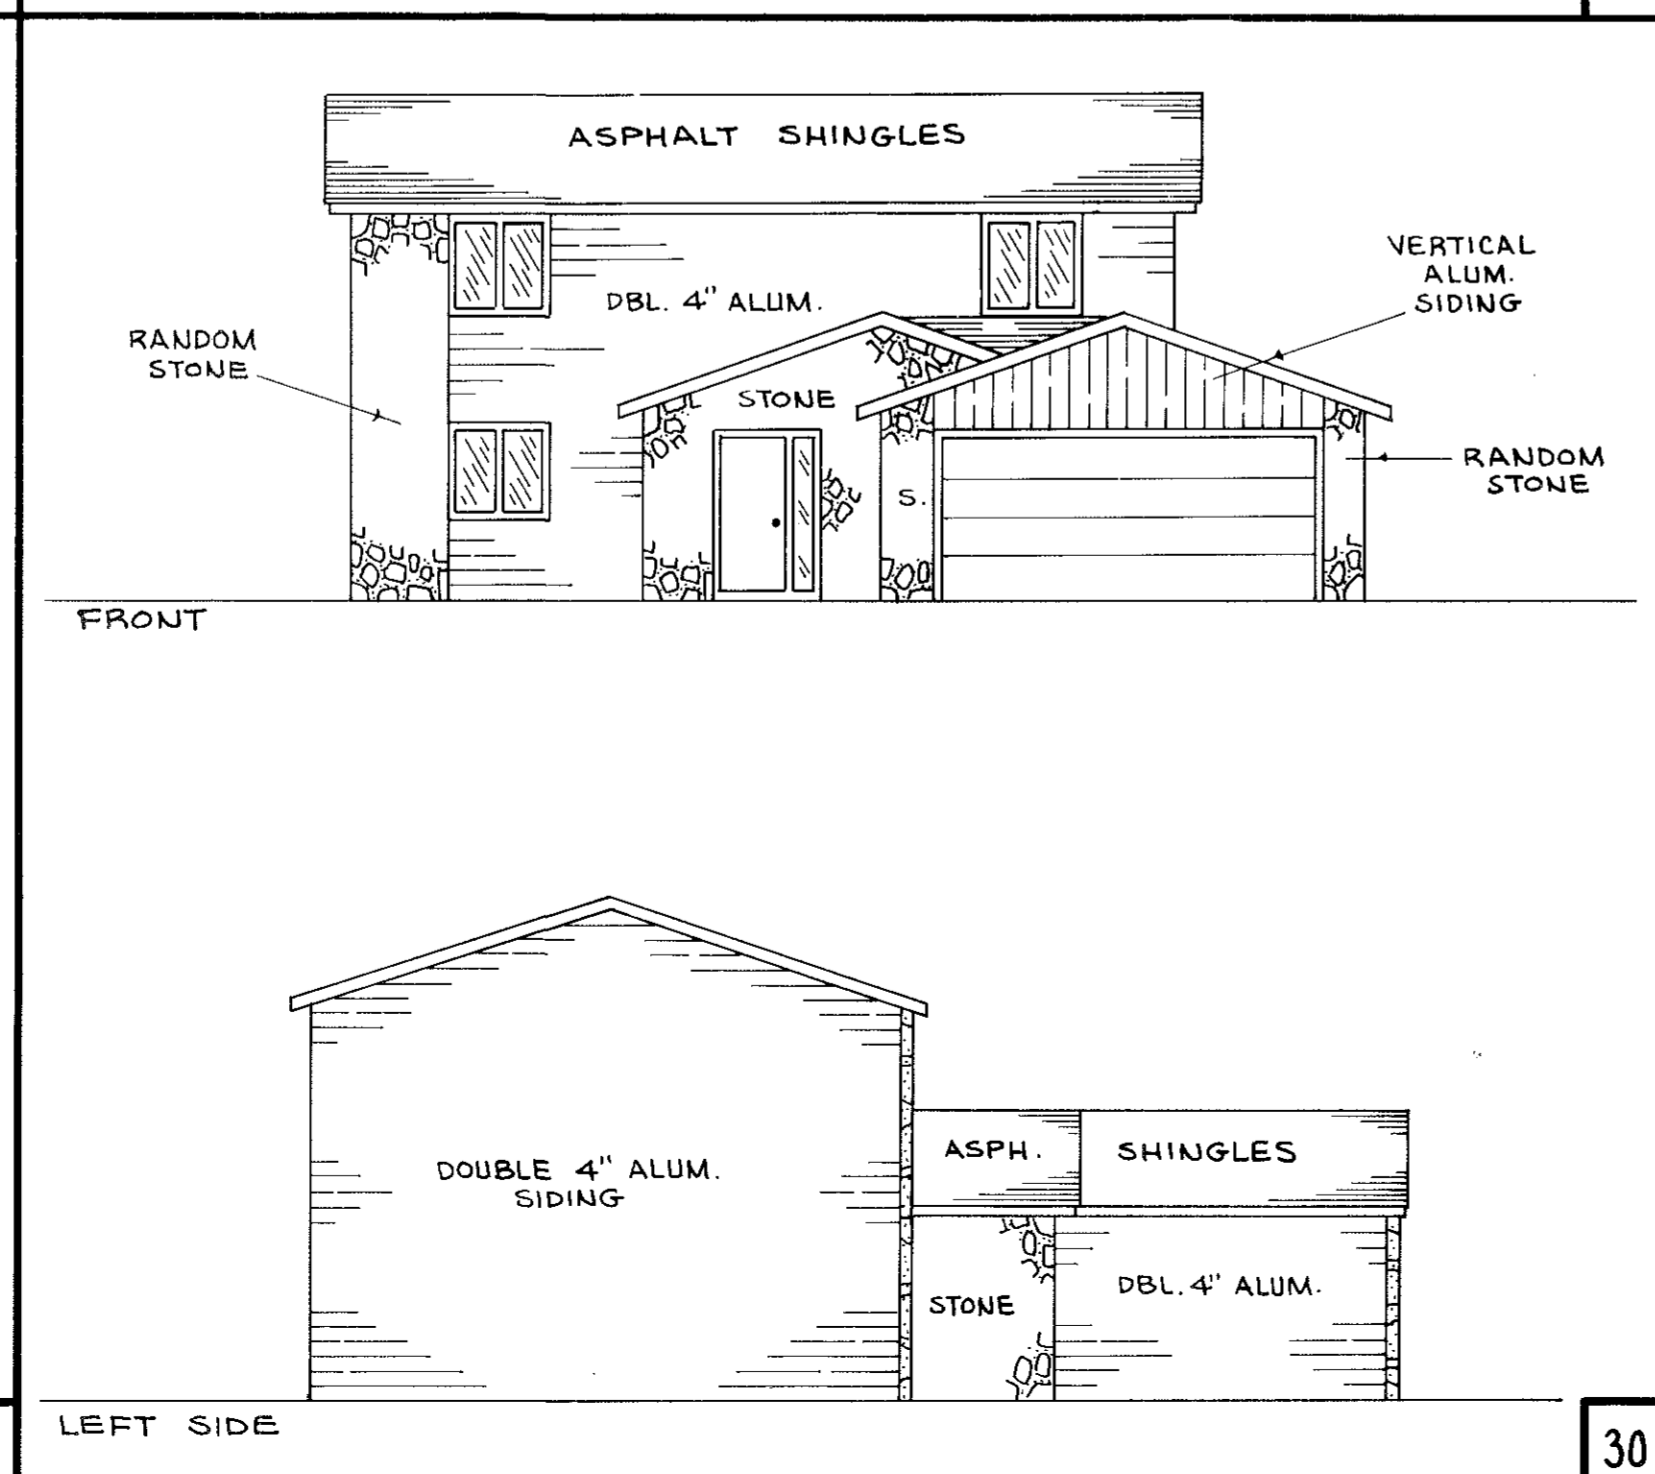 ASPHALT SHINGLES
VERTICAL
ALUM.
SIDING
DBL. 4" ALUM.
RANDOM
STONE
STONE
RANDOM
STONE
S.
FRONT
ASPH. SHINGLES
DOUBLE 4" ALUM.
SIDING
DBL. 4" ALUM.
STONE
LEFT SIDE
30